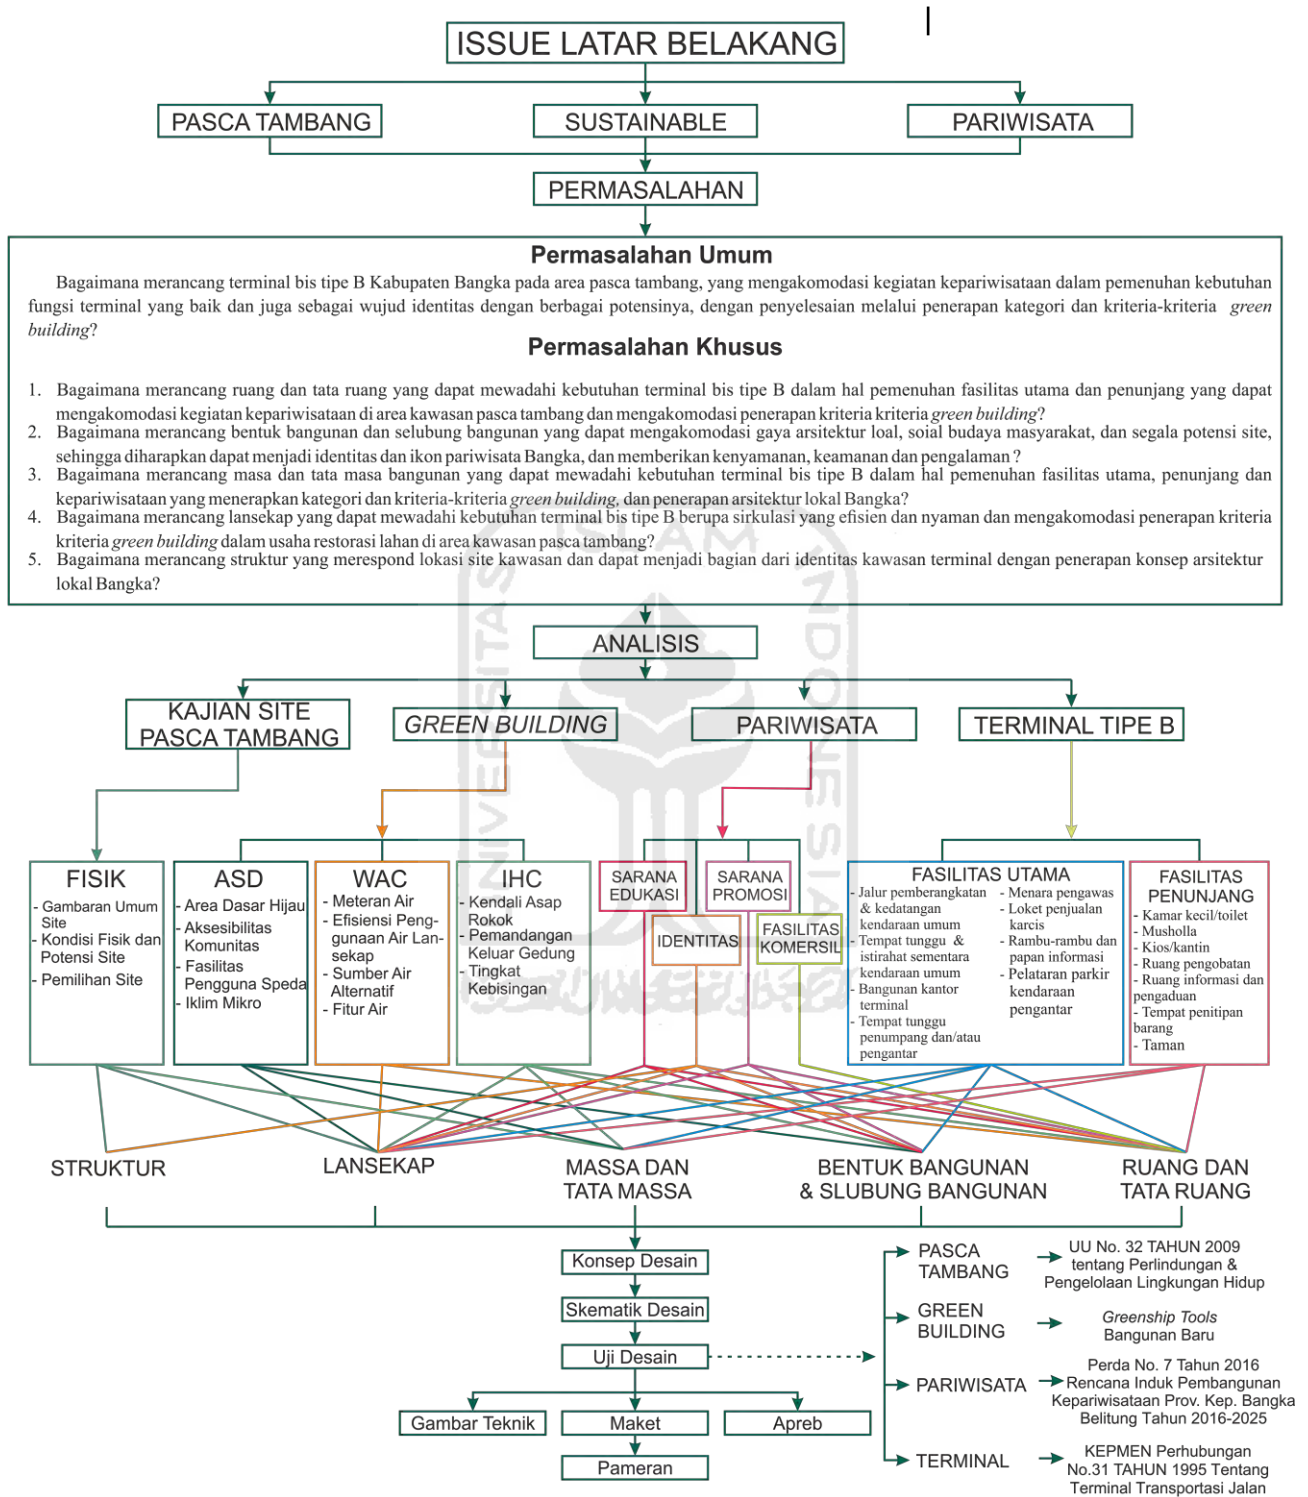 ISSUE LATAR BELAKANG
PASCA TAMBANG
SUSTAINABLE
PARIWISATA
PERMASALAHAN
Permasalahan Umum
Bagaimana merancang terminal bis tipe B Kabupaten Bangka pada area pasca tambang, yang mengakomodasi kegiatan kepariwisataan dalam pemenuhan kebutuhan
fungsi terminal yang baik dan juga sebagai wujud identitas dengan berbagai potensinya, dengan penyelesaian melalui penerapan kategori dan kriteria-kriteria green
building?
Permasalahan Khusus
1. Bagaimana merancang ruang dan tata ruang yang dapat mewadahi kebutuhan terminal bis tipe B dalam hal pemenuhan fasilitas utama dan penunjang yang dapat
mengakomodasi kegiatan kepariwisataan di area kawasan pasca tambang dan mengakomodasi penerapan kriteria kriteria green building?
2. Bagaimana merancang bentuk bangunan dan selubung bangunan yang dapat mengakomodasi gaya arsitektur loal, soial budaya masyarakat, dan segala potensi site,
sehingga diharapkan dapat menjadi identitas dan ikon pariwisata Bangka, dan memberikan kenyamanan, keamanan dan pengalaman ?
3. Bagaimana merancang masa dan tata masa bangunan yang dapat mewadahi kebutuhan terminal bis tipe B dalam hal pemenuhan fasilitas utama, penunjang dan
kepariwisataan yang menerapkan kategori dan kriteria-kriteria green building, dan penerapan arsitektur lokal Bangka?
4. Bagaimana merancang lansekap yang dapat mewadahi kebutuhan terminal bis tipe B berupa sirkulasi yang efisien dan nyaman dan mengakomodasi penerapan kriteria
kriteria green building dalam usaha restorasi lahan di area kawasan pasca tambang?
5. Bagaimana merancang struktur yang merespond lokasi site kawasan dan dapat menjadi bagian dari identitas kawasan terminal dengan penerapan konsep arsitektur
lokal Bangka?
UNIVERSITAS
ISLAM
INDONESIA
ANALISIS
KAJIAN SITE
PASCA TAMBANG
GREEN BUILDING
PARIWISATA
TERMINAL TIPE B
FISIK
- Gambaran Umum
Site
- Kondisi Fisik dan
Potensi Site
- Pemilihan Site
ASD
- Area Dasar Hijau
- Aksesibilitas
Komunitas
- Fasilitas
Pengguna Speda
- Iklim Mikro
WAC
- Meteran Air
- Efisiensi Peng-
gunaan Air Lan-
sekap
- Sumber Air
Alternatif
- Fitur Air
IHC
- Kendali Asap
Rokok
- Pemandangan
Keluar Gedung
- Tingkat
Kebisingan
SARANA
EDUKASI
IDENTITAS
SARANA
PROMOSI
FASILITAS
KOMERSIL
FASILITAS UTAMA
- Jalur pemberangkatan
& kedatangan
kendaraan umum
- Tempat tunggu &
istirahat sementara
kendaraan umum
- Bangunan kantor
terminal
- Tempat tunggu
penumpang dan/atau
pengantar
- Menara pengawas
- Loket penjualan
karcis
- Rambu-rambu dan
papan informasi
- Pelataran parkir
kendaraan
pengantar
FASILITAS
PENUNJANG
- Kamar kecil/toilet
- Musholla
- Kios/kantin
- Ruang pengobatan
- Ruang informasi dan
pengaduan
- Tempat penitipan
barang
- Taman
STRUKTUR
LANSEKAP
MASSA DAN
TATA MASSA
BENTUK BANGUNAN
& SLUBUNG BANGUNAN
RUANG DAN
TATA RUANG
Konsep Desain
Skematik Desain
Uji Desain
Gambar Teknik
Maket
Apreb
Pameran
PASCA
TAMBANG
UU No. 32 TAHUN 2009
tentang Perlindungan &
Pengelolaan Lingkungan Hidup
GREEN
BUILDING
Greenship Tools
Bangunan Baru
PARIWISATA
Perda No. 7 Tahun 2016
Rencana Induk Pembangunan
Kepariwisataan Prov. Kep. Bangka
Belitung Tahun 2016-2025
TERMINAL
KEPMEN Perhubungan
No.31 TAHUN 1995 Tentang
Terminal Transportasi Jalan